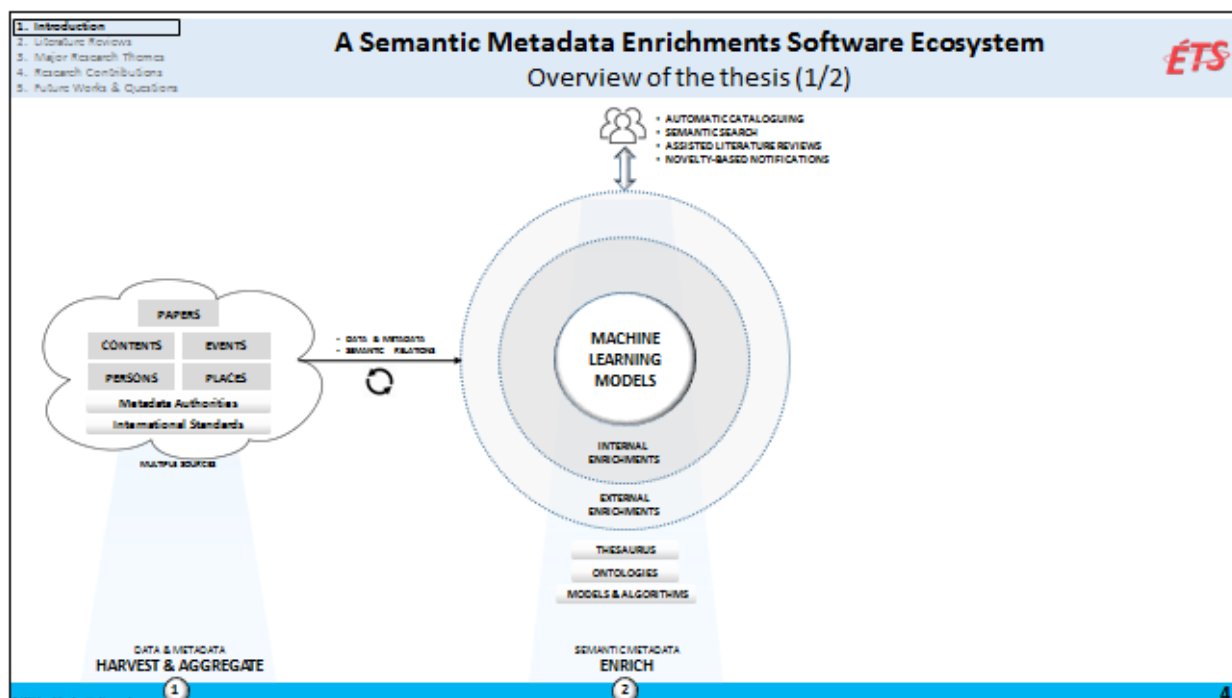 1. Introduction
2. Literature Reviews
3. Major Research Themes
4. Research Contributions
5. Future Works & Questions
A Semantic Metadata Enrichments Software Ecosystem
Overview of the thesis (1/2)
ÉTS
• AUTOMATIC CATALOGUING
• SEMANTIC SEARCH
• ASSISTED LITERATURE REVIEWS
• NOVELTY-BASED NOTIFICATIONS
PAPERS
CONTENTS EVENTS
PERSONS PLACES
Metadata Authorities
International Standards
MULTIPLE SOURCES
- DATA & METADATA
- SEMANTIC RELATIONS
MACHINE
LEARNING
MODELS
INTERNAL
ENRICHMENTS
EXTERNAL
ENRICHMENTS
THESAURUS
ONTOLOGIES
MODELS & ALGORITHMS
DATA & METADATA
HARVEST & AGGREGATE
1
SEMANTIC METADATA
ENRICH
2
4